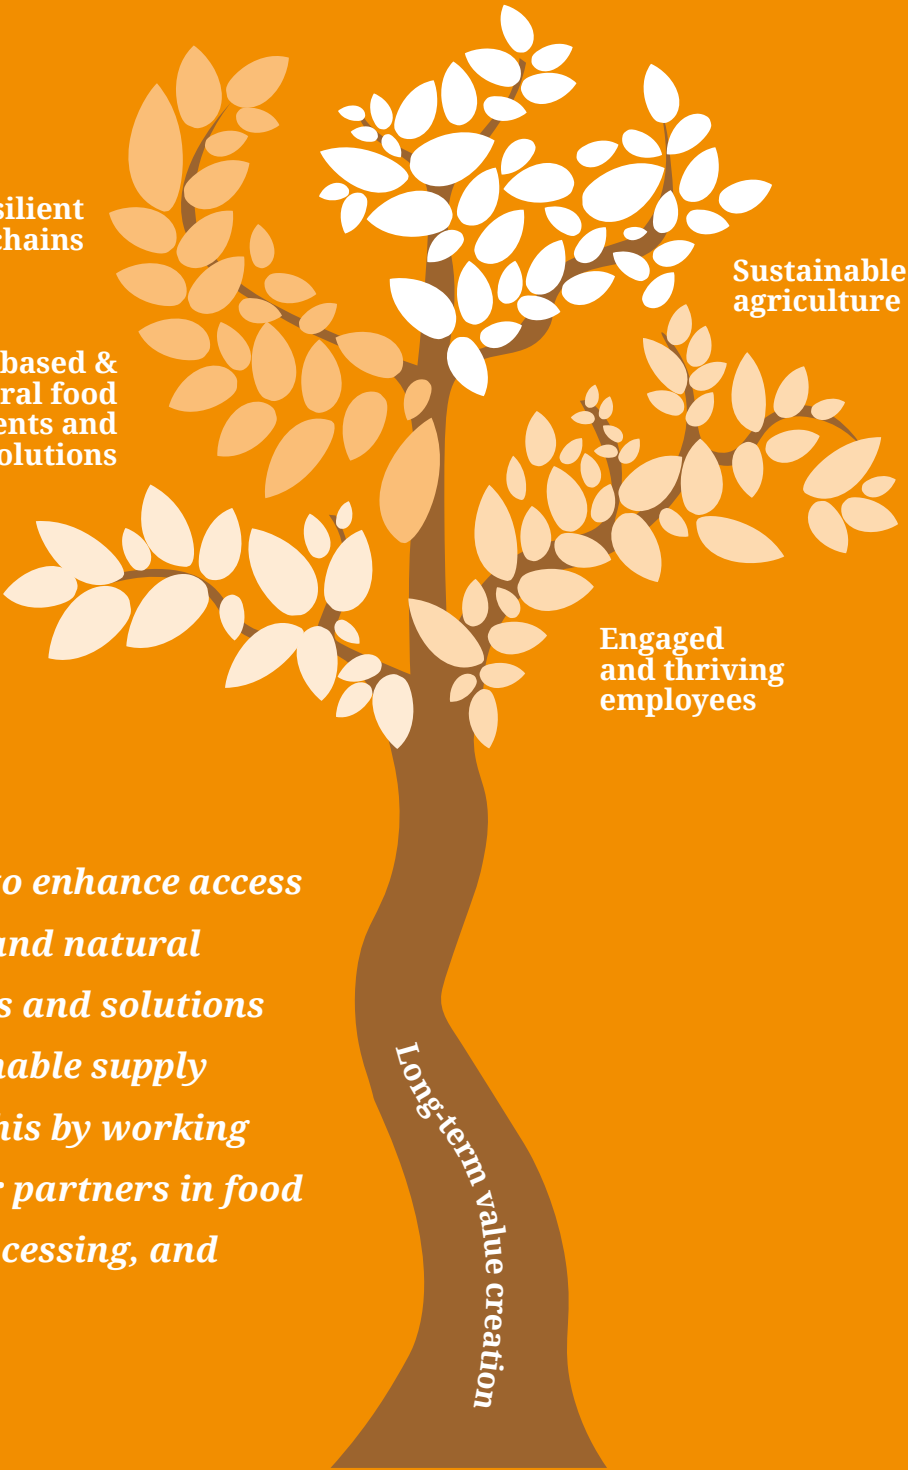 silient
chains
Sustainable
agriculture
based &
ral food
ents and
olutions
Engaged
and thriving
employees
to enhance access
and natural
s and solutions
nable supply
his by working
r partners in food
cessing, and
Long-term value creation